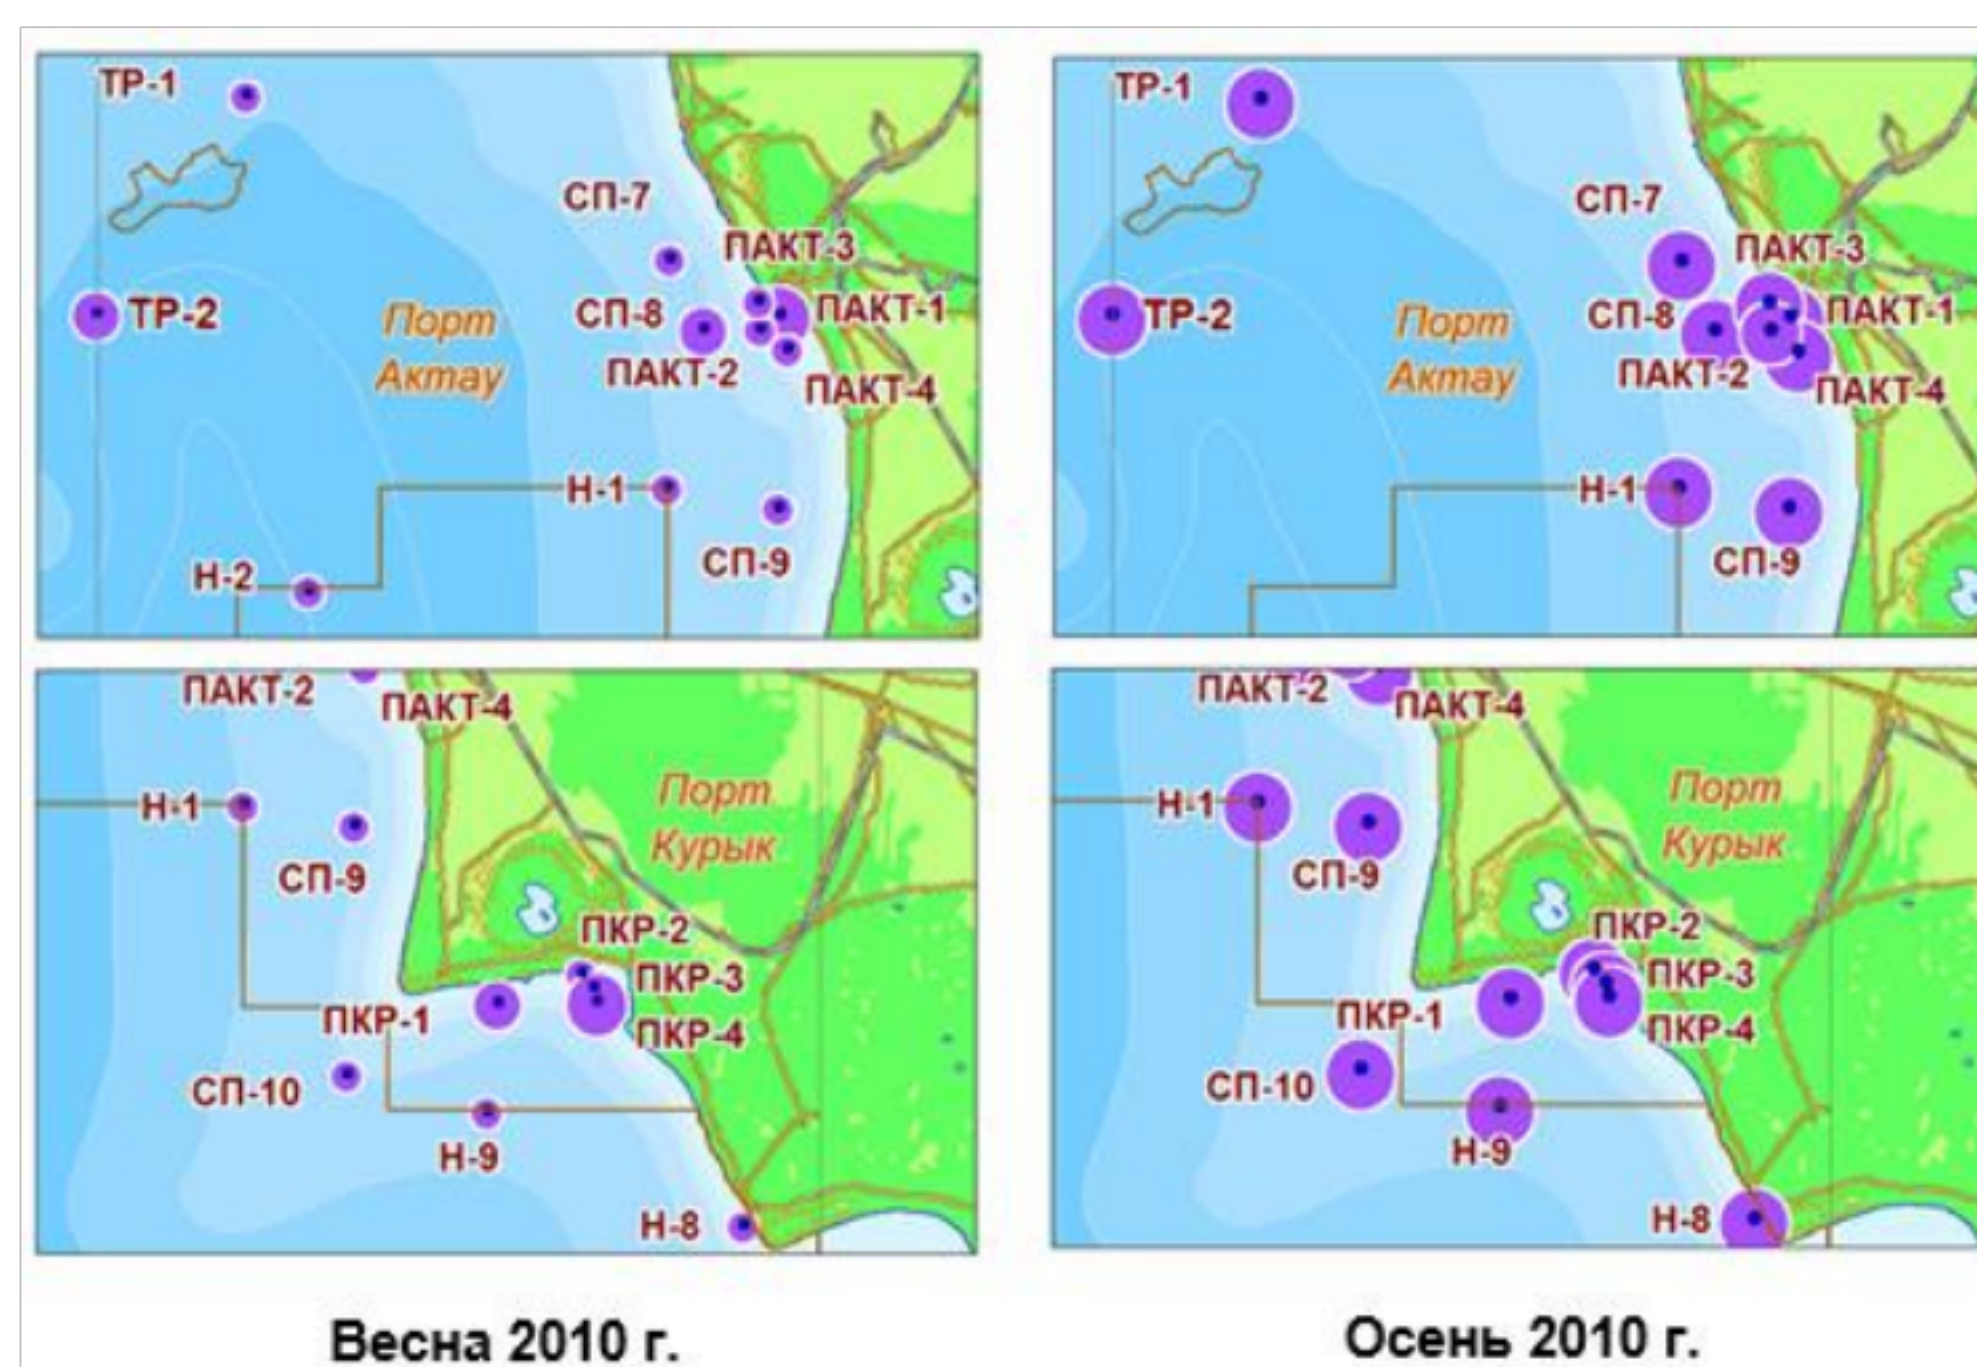 ТР-1
СП-7
ПАКТ-3
ТР-2
Порт
Актау
СП-8
ПАКТ-1
ПАКТ-2
ПАКТ-4
Н-1
СП-9
Н-2
ТР-1
СП-7
ПАКТ-3
ТР-2
Порт
Актау
СП-8
ПАКТ-1
ПАКТ-2
ПАКТ-4
Н-1
СП-9
ПАКТ-2
ПАКТ-4
Н-1
Порт
Курык
СП-9
ПКР-2
ПКР-3
ПКР-1
ПКР-4
СП-10
Н-9
Н-8
ПАКТ-2
ПАКТ-4
Н-1
Порт
Курык
СП-9
ПКР-2
ПКР-3
ПКР-1
ПКР-4
СП-10
Н-9
Н-8
Весна 2010 г.
Осень 2010 г.